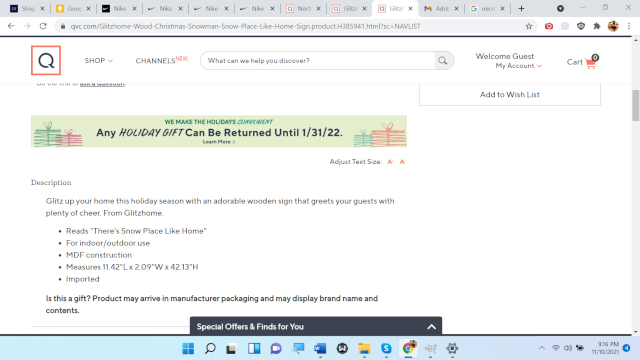 Shop
Goog
Nike
Nike
Nike
Nike
North
Glitz
Glitz
Adob
micro
qvc.com/Glitzhome-Wood-Christmas-Snowman-Snow-Place-Like-Home-Sign.product.H385941.html?sc=NAVLIST
Q
SHOP
CHANNELS NEW
What can we help you discover?
Welcome Guest
My Account
Cart 0
Be the first to ask a question.
Add to Wish List
WE MAKE THE HOLIDAYS CONVENIENT
Any HOLIDAY GIFT Can Be Returned Until 1/31/22.
Learn More >
Adjust Text Size: A+ A-
Description
Glitz up your home this holiday season with an adorable wooden sign that greets your guests with
plenty of cheer. From Glitzhome.
• Reads "There's Snow Place Like Home"
• For indoor/outdoor use
• MDF construction
• Measures 11.42"L x 2.09"W x 42.13"H
• Imported
Is this a gift? Product may arrive in manufacturer packaging and may display brand name and
contents.
Special Offers & Finds for You
9:16 PM
11/10/2021
4